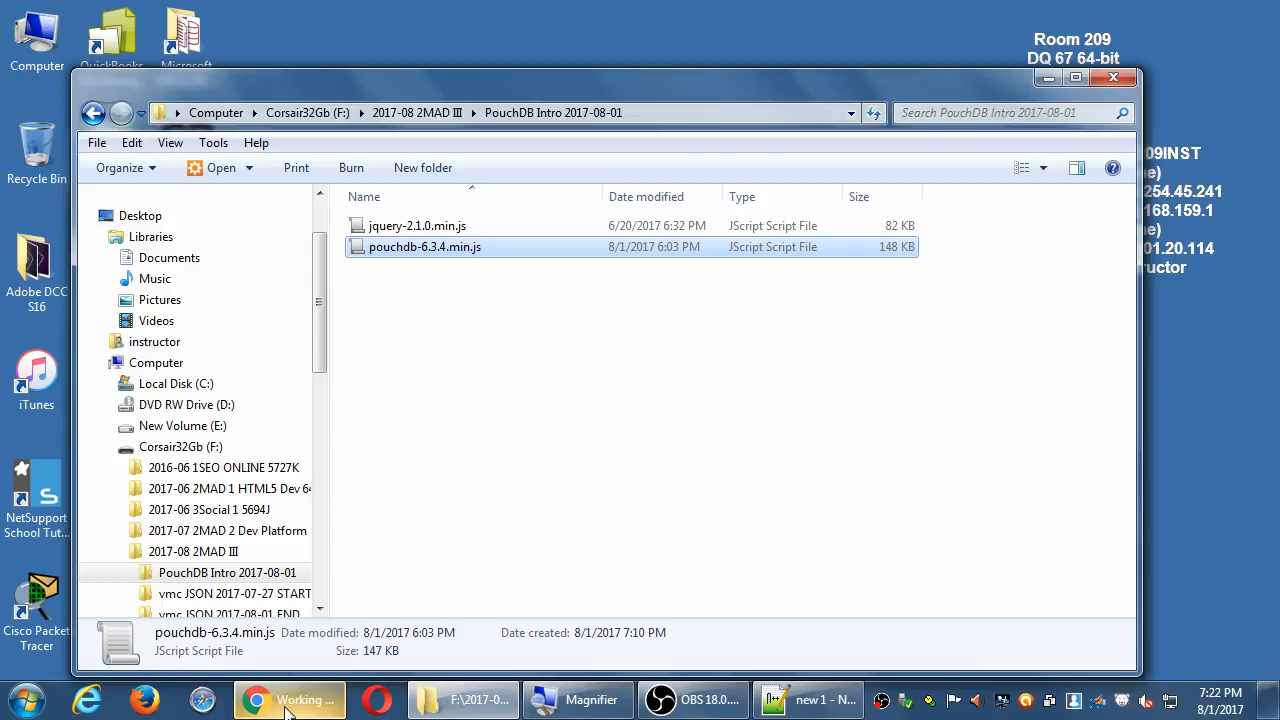 Computer
QuickBooks
Microsoft
Room 209
DQ 67 64-bit
Computer
Corsair32Gb (F:)
2017-08 2MAD III
PouchDB Intro 2017-08-01
Search PouchDB Intro 2017-08-01
File
Edit
View
Tools
Help
Organize
Open
Print
Burn
New folder
Name
Date modified
Type
Size
jquery-2.1.0.min.js
6/20/2017 6:32 PM
JScript Script File
82 KB
pouchdb-6.3.4.min.js
8/1/2017 6:03 PM
JScript Script File
148 KB
Desktop
Libraries
Documents
Music
Pictures
Videos
instructor
Computer
Local Disk (C:)
DVD RW Drive (D:)
New Volume (E:)
Corsair32Gb (F:)
2016-06 1SEO ONLINE 5727K
2017-06 2MAD 1 HTML5 Dev 64
2017-06 3Social 1 5694J
2017-07 2MAD 2 Dev Platform
2017-08 2MAD III
PouchDB Intro 2017-08-01
vmc JSON 2017-07-27 START
vmc JSON 2017-08-01 END
pouchdb-6.3.4.min.js
Date modified: 8/1/2017 6:03 PM
Date created: 8/1/2017 7:10 PM
JScript Script File
Size: 147 KB
Recycle Bin
Adobe DCC
S16
iTunes
NetSupport
School Tut...
Cisco Packet
Tracer
09INST
e)
254.45.241
168.159.1
e)
01.20.114
ructor
Working ...
F:\2017-0...
Magnifier
OBS 18.0....
new 1 - N...
7:22 PM
8/1/2017